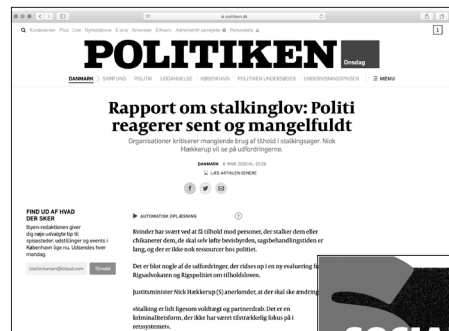 politiken.dk
Kundecenter Plus Live Nyhedsbreve E-avis Annoncer Erhverv Administrér samtykke Persondata
1
POLITIKEN
Onsdag
DANMARK SAMFUND POLITIK UDDANNELSE KØBENHAVN POLITIKEN UNDERSØGER UNDERVISNINGSPRISEN MENU
Rapport om stalkinglov: Politi
reagerer sent og mangelfuldt
Organisationer kritiserer manglende brug af tilhold i stalkingsager. Nick
Hækkerup vil se på udfordringerne.
DANMARK 9. MAR. 2020 KL. 07.29
LÆS ARTIKLEN SENERE
FIND UD AF HVAD
DER SKER
Ibyen-redaktionen giver
dig nøje udvalgte tip til
spisesteder, udstillinger og events i
København lige nu. Udsendes hver
mandag.
Tilmeld
AUTOMATISK OPLÆSNING
Kvinder har svært ved at få tilhold mod personer, der stalker dem eller
chikanerer dem, de skal selv løfte bevisbyrden, sagsbehandlingstiden er
lang, og der er ikke nok ressourcer hos politiet.
Det er blot nogle af de udfordringer, der ridses op i en ny evaluering fr
Rigsadvokaten og Rigspolitiet om tilholdsloven.
Justitsminister Nick Hækkerup (S) anerkender, at der skal ske ændring
»Stalking er lidt ligesom voldtægt og partnerdrab. Det er en
kriminalitetsform, der ikke har været tilstrækkelig fokus på i
retssystemet«.
SOCIAL